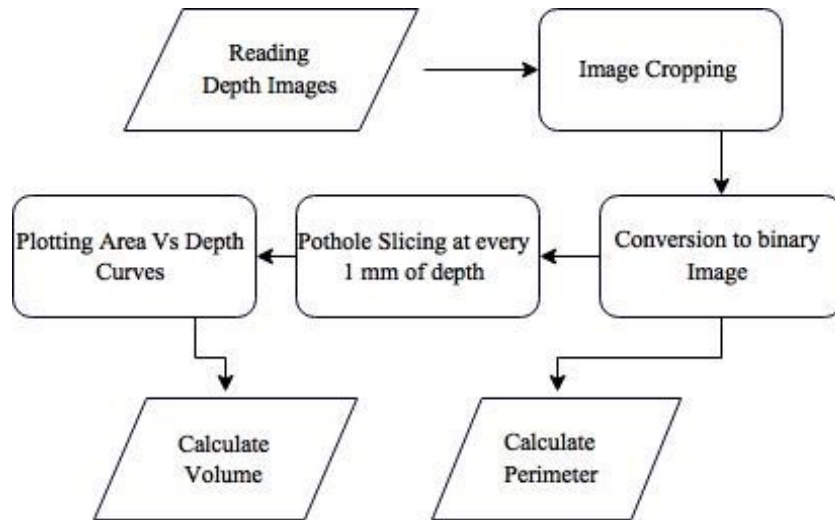 Reading
Depth Images
Image Cropping
Plotting Area Vs Depth
Curves
Pothole Slicing at every
1 mm of depth
Conversion to binary
Image
Calculate
Volume
Calculate
Perimeter